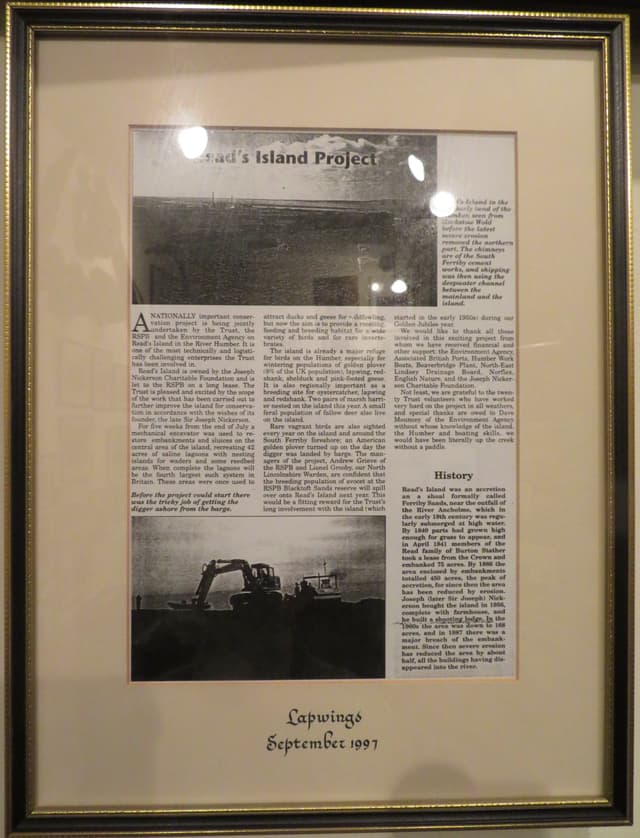 Read's Island Project
's Island in the
early 'and of the
seen from
Wold
before the latest
severe erosion
removed the northern
part. The chimneys
are of the South
Ferriby cement
works, and shipping
was then using the
deepwater channel
between the
mainland and the
island.
A NATIONALLY important conser-
vation project is being jointly
undertaken by the Trust, the
RSPB and the Environment Agency on
Read's Island in the River Humber. It is
one of the most technically and logisti-
cally challenging enterprises the Trust
has been involved in.
Read's Island is owned by the Joseph
Nickerson Charitable Foundation and is
let to the RSPB on a long lease. The
Trust is pleased and excited by the scope
of the work that has been carried out to
further improve the island for conserva-
tion in accordance with the wishes of its
founder, the late Sir Joseph Nickerson.
For five weeks from the end of July a
mechanical excavator was used to re-
store embankments and sluices on the
central area of the island, recreating 42
acres of saline lagoons with nesting
islands for waders and some reedbed
areas. When complete the lagoons will
be the fourth largest such system in
Britain. These areas were once used to
Before the project could start there
was the tricky job of getting the
digger ashore from the barge.
attract ducks and geese for wildfowling,
but now the aim is to provide a roosting,
feeding and breeding habitat for a wide
variety of birds and for rare inverte-
brates.
The island is already a major refuge
for birds on the Humber, especially for
wintering populations of golden plover
(9% of the UK population), lapwing, red-
shank, shelduck and pink-footed geese.
It is also regionally important as a
breeding site for oystercatcher, lapwing
and redshank. Two pairs of marsh harri-
er nested on the island this year. A small
feral population of fallow deer also live
on the island.
Rare vagrant birds are also sighted
every year on the island and around the
South Ferriby foreshore; an American
golden plover turned up on the day the
digger was landed by barge. The man-
agers of the project, Andrew Grieve of
the RSPB and Lionel Grooby, our North
Lincolnshire Warden, are confident that
the breeding population of avocet at the
RSPB Blacktoft Sands reserve will spill
over onto Read's Island next year. This
would be a fitting reward for the Trust's
long involvement with the island (which
started in the early 1950s) during our
Golden Jubilee year.
We would like to thank all those
involved in this exciting project from
whom we have received financial and
other support: the Environment Agency,
Associated British Ports, Humber Work
Boats, Beaverbridge Plant, North-East
Lindsey Drainage Board, Norflex,
English Nature, and the Joseph Nicker-
son Charitable Foundation.
Not least, we are grateful to the twen-
ty Trust volunteers who have worked
very hard on the project in all weathers,
and special thanks are owed to Dave
Moomey of the Environment Agency
without whose knowledge of the island,
the Humber and boating skills, we
would have been literally up the creek
without a paddle.
History
Read's Island was an accretion
on a shoal formally called
Ferriby Sands, near the outfall of
the River Ancholme, which in
the early 19th century was regu-
larly submerged at high water.
By 1840 parts had grown high
enough for grass to appear, and
in April 1841 members of the
Read family of Burton Stather
took a lease from the Crown and
embanked 75 acres. By 1886 the
area enclosed by embankments
totalled 450 acres, the peak of
accretion, for since then the area
has been reduced by erosion.
Joseph (later Sir Joseph) Nick-
erson bought the island in 1956,
complete with farmhouse, and
he built a shooting lodge. In the
1960s the area was down to 168
acres, and in 1987 there was a
major breach of the embank-
ment. Since then severe erosion
has reduced the area by about
half, all the buildings having dis-
appeared into the river.
Lapwings
September 1997